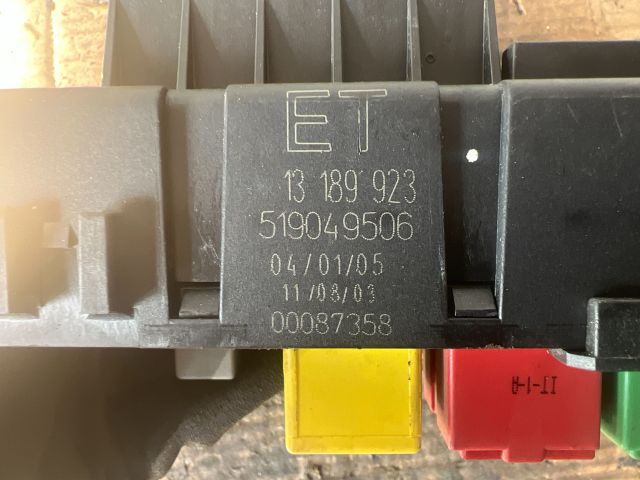 ET
13 189 923
519049506
04/01/05
11/08/03
00087358
IT-1-A